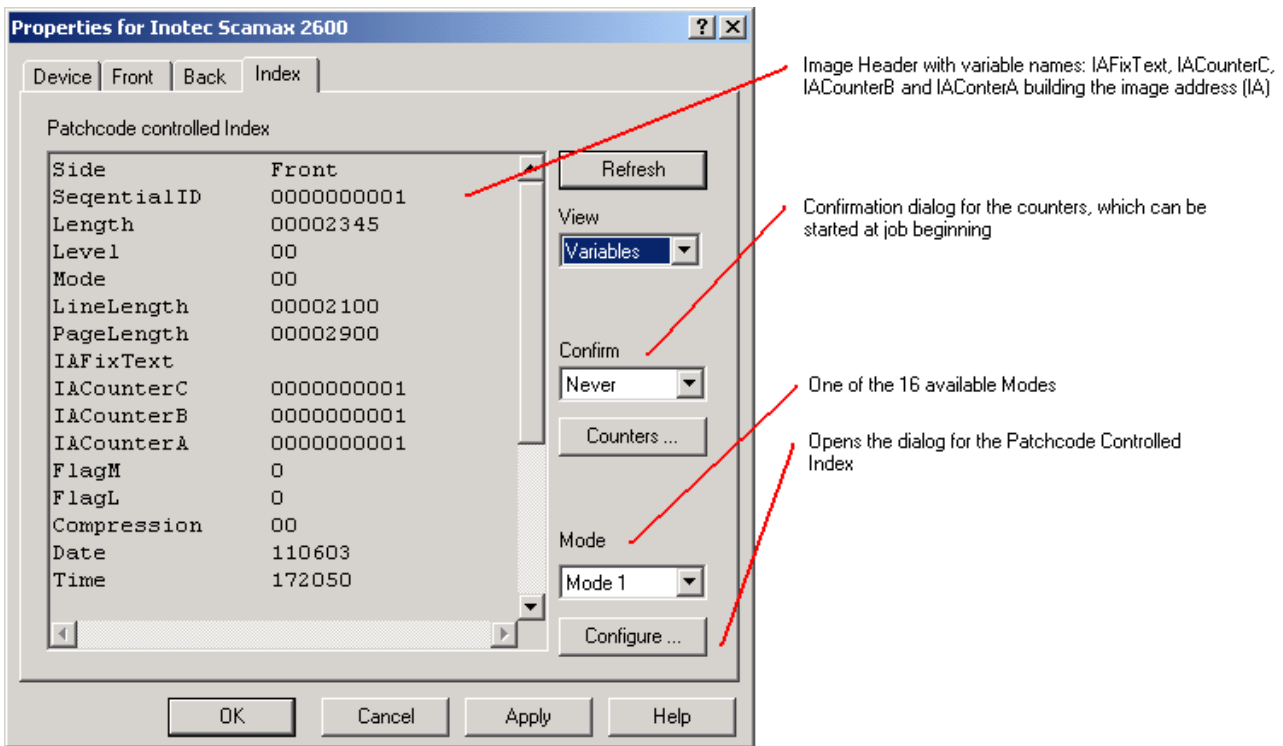 Properties for Inotec Scamax 2600
Device Front Back Index
Patchcode controlled Index
Side Front
SeqentialID 0000000001
Length 00002345
Level 00
Mode 00
LineLength 00002100
PageLength 00002900
IAFixText
IACounterC 0000000001
IACounterB 0000000001
IACounterA 0000000001
FlagM 0
FlagL 0
Compression 00
Date 110603
Time 172050
Refresh
View
Variables
Confirm
Never
Counters ...
Mode
Mode 1
Configure ...
OK Cancel Apply Help
Image Header with variable names: IAFixText, IACounterC,
IACounterB and IAConterA building the image address (IA)
Confirmation dialog for the counters, which can be
started at job beginning
One of the 16 available Modes
Opens the dialog for the Patchcode Controlled
Index